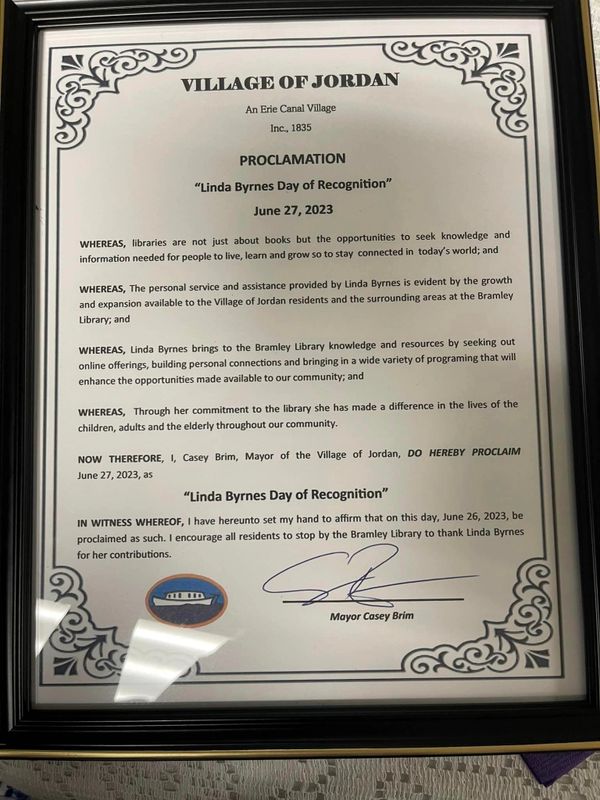 VILLAGE OF JORDAN
An Erie Canal Village
Inc., 1835
PROCLAMATION
“Linda Byrnes Day of Recognition”
June 27, 2023
WHEREAS, libraries are not just about books but the opportunities to seek knowledge and
information needed for people to live, learn and grow so to stay connected in today’s world; and
WHEREAS, The personal service and assistance provided by Linda Byrnes is evident by the growth
and expansion available to the Village of Jordan residents and the surrounding areas at the Bramley
Library; and
WHEREAS, Linda Byrnes brings to the Bramley Library knowledge and resources by seeking out
online offerings, building personal connections and bringing in a wide variety of programing that will
enhance the opportunities made available to our community; and
WHEREAS, Through her commitment to the library she has made a difference in the lives of the
children, adults and the elderly throughout our community.
NOW THEREFORE, I, Casey Brim, Mayor of the Village of Jordan, DO HEREBY PROCLAIM
June 27, 2023, as
“Linda Byrnes Day of Recognition”
IN WITNESS WHEREOF, I have hereunto set my hand to affirm that on this day, June 26, 2023, be
proclaimed as such. I encourage all residents to stop by the Bramley Library to thank Linda Byrnes
for her contributions.
Mayor Casey Brim